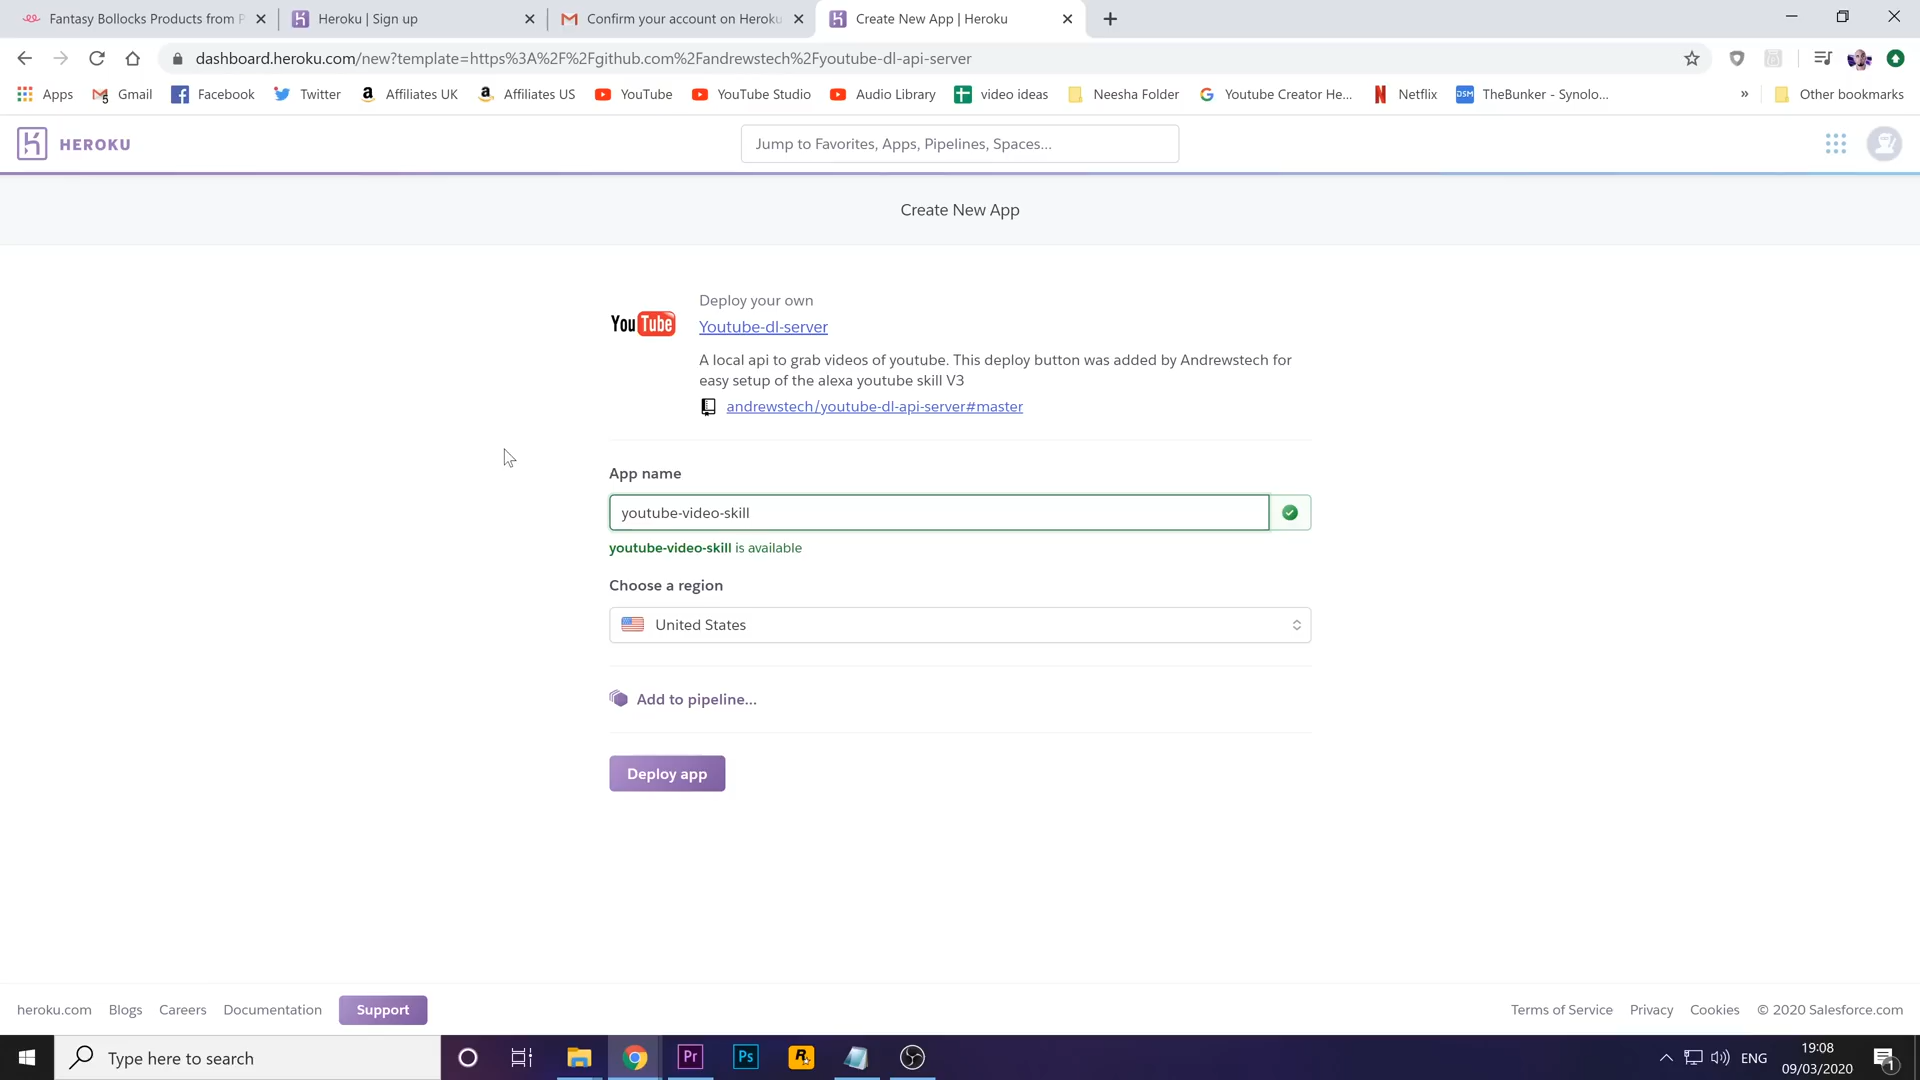 Fantasy Bollocks Products from P
Heroku | Sign up
Confirm your account on Heroku
Create New App | Heroku
dashboard.heroku.com/new?template=https%3A%2F%2Fgithub.com%2Fandrewstech%2Fyoutube-dl-api-server
Apps
Gmail
Facebook
Twitter
Affiliates UK
Affiliates US
YouTube
YouTube Studio
Audio Library
video ideas
Neesha Folder
Youtube Creator He...
Netflix
DSM
TheBunker - Synolo...
»
Other bookmarks
HEROKU
Jump to Favorites, Apps, Pipelines, Spaces...
Create New App
YouTube
Deploy your own
Youtube-dl-server
A local api to grab videos of youtube. This deploy button was added by Andrewstech for
easy setup of the alexa youtube skill V3
andrewstech/youtube-dl-api-server#master
App name
youtube-video-skill
youtube-video-skill is available
Choose a region
United States
Add to pipeline...
Deploy app
heroku.com
Blogs
Careers
Documentation
Support
Terms of Service
Privacy
Cookies
© 2020 Salesforce.com
Type here to search
Pr
Ps
R
ENG
19:08
09/03/2020
1